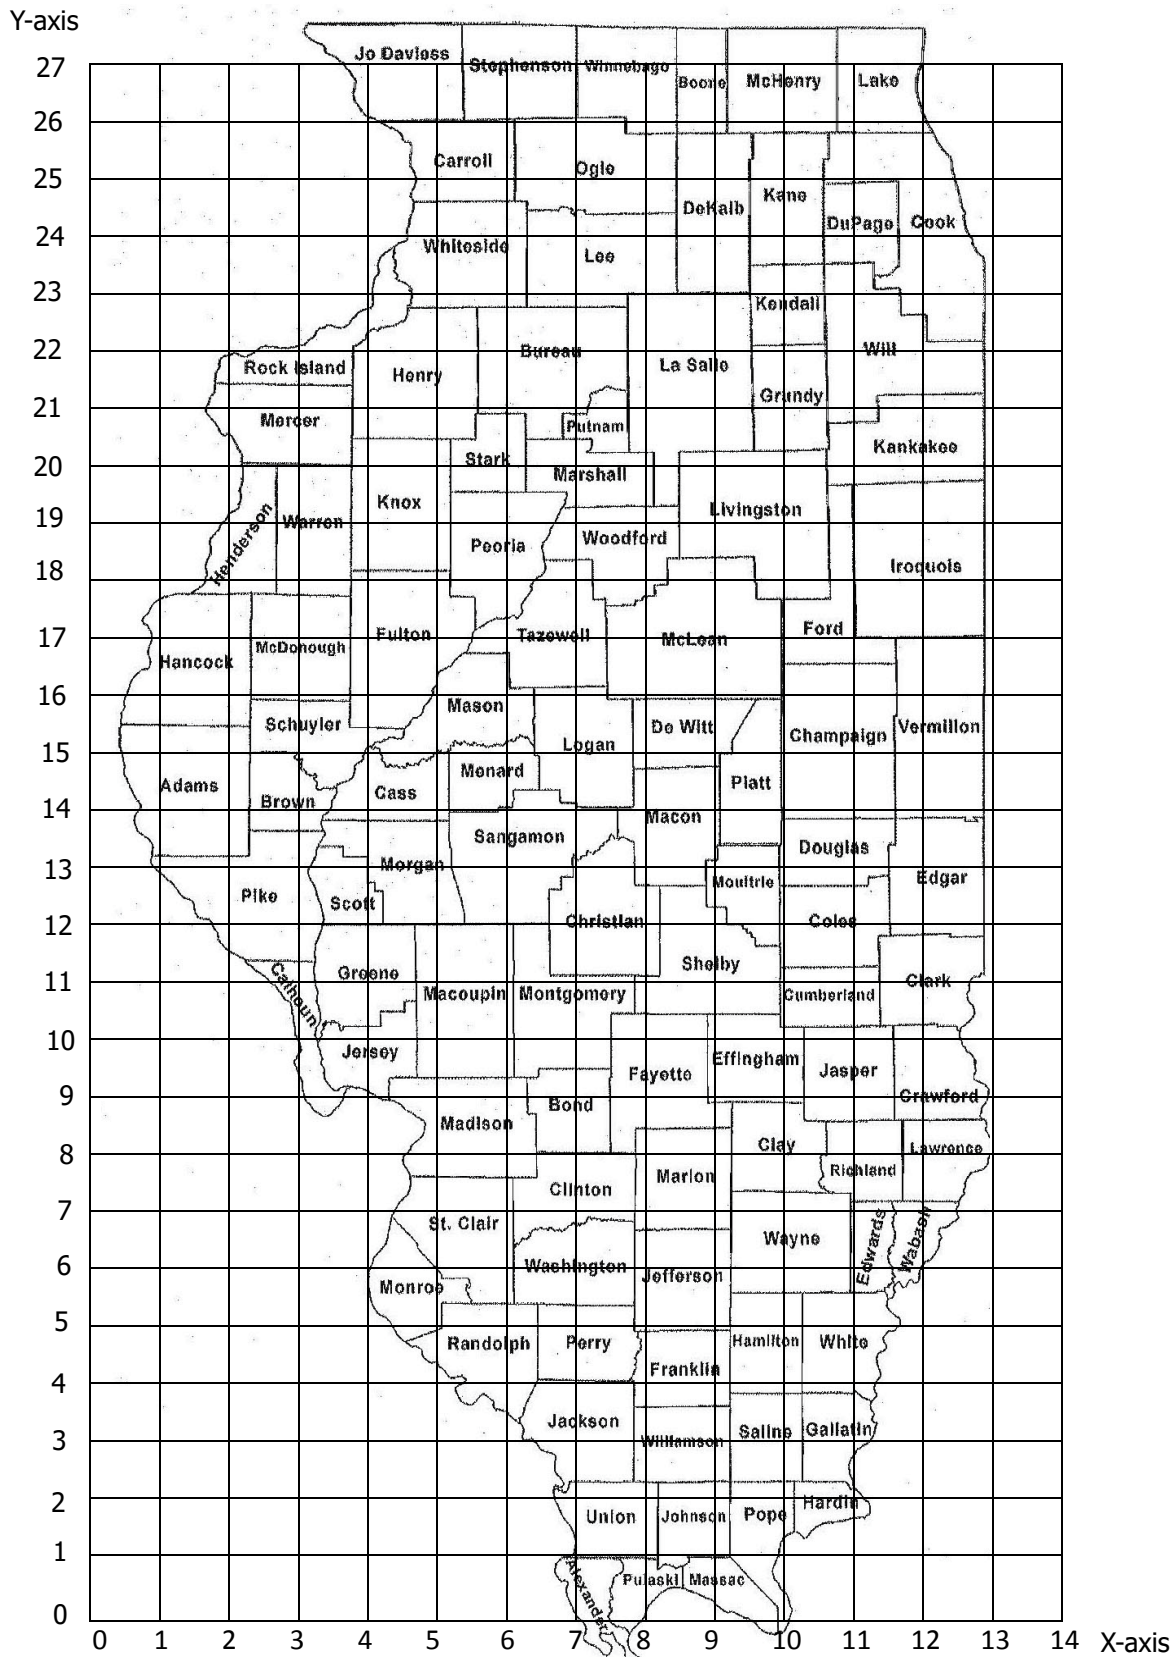 Y-axis
Jo Daviess
Stephenson
Winnebago
Boone
McHenry
Lake
27
26
Carroll
Ogle
25
DeKalb
Kane
DuPage
Cook
24
Whiteside
Lee
23
Kendall
22
Rock Island
Henry
Bureau
La Salle
Will
Grundy
21
Mercer
Putnam
Kankakee
20
Stark
Marshall
Knox
19
Henderson
Warren
Peoria
Woodford
Livingston
18
Iroquois
17
Hancock
McDonough
Fulton
Tazewell
McLean
Ford
16
Schuyler
Mason
Logan
De Witt
Champaign
Vermilion
15
Adams
Brown
Cass
Menard
Piatt
14
Sangamon
Macon
Douglas
13
Pike
Scott
Morgan
Christian
Moultrie
Coles
Edgar
12
Greene
Shelby
Clark
11
Calhoun
Macoupin
Montgomery
Cumberland
10
Jersey
Fayette
Effingham
Jasper
9
Madison
Bond
Crawford
8
Clay
Richland
Lawrence
Clinton
Marion
7
St. Clair
Washington
Wayne
Edwards
Wabash
6
Monroe
Jefferson
5
Randolph
Perry
Franklin
Hamilton
White
4
Jackson
Williamson
Saline
Gallatin
3
2
Union
Johnson
Pope
Hardin
1
Alexander
Pulaski
Massac
0
0 1 2 3 4 5 6 7 8 9 10 11 12 13 14 X-axis